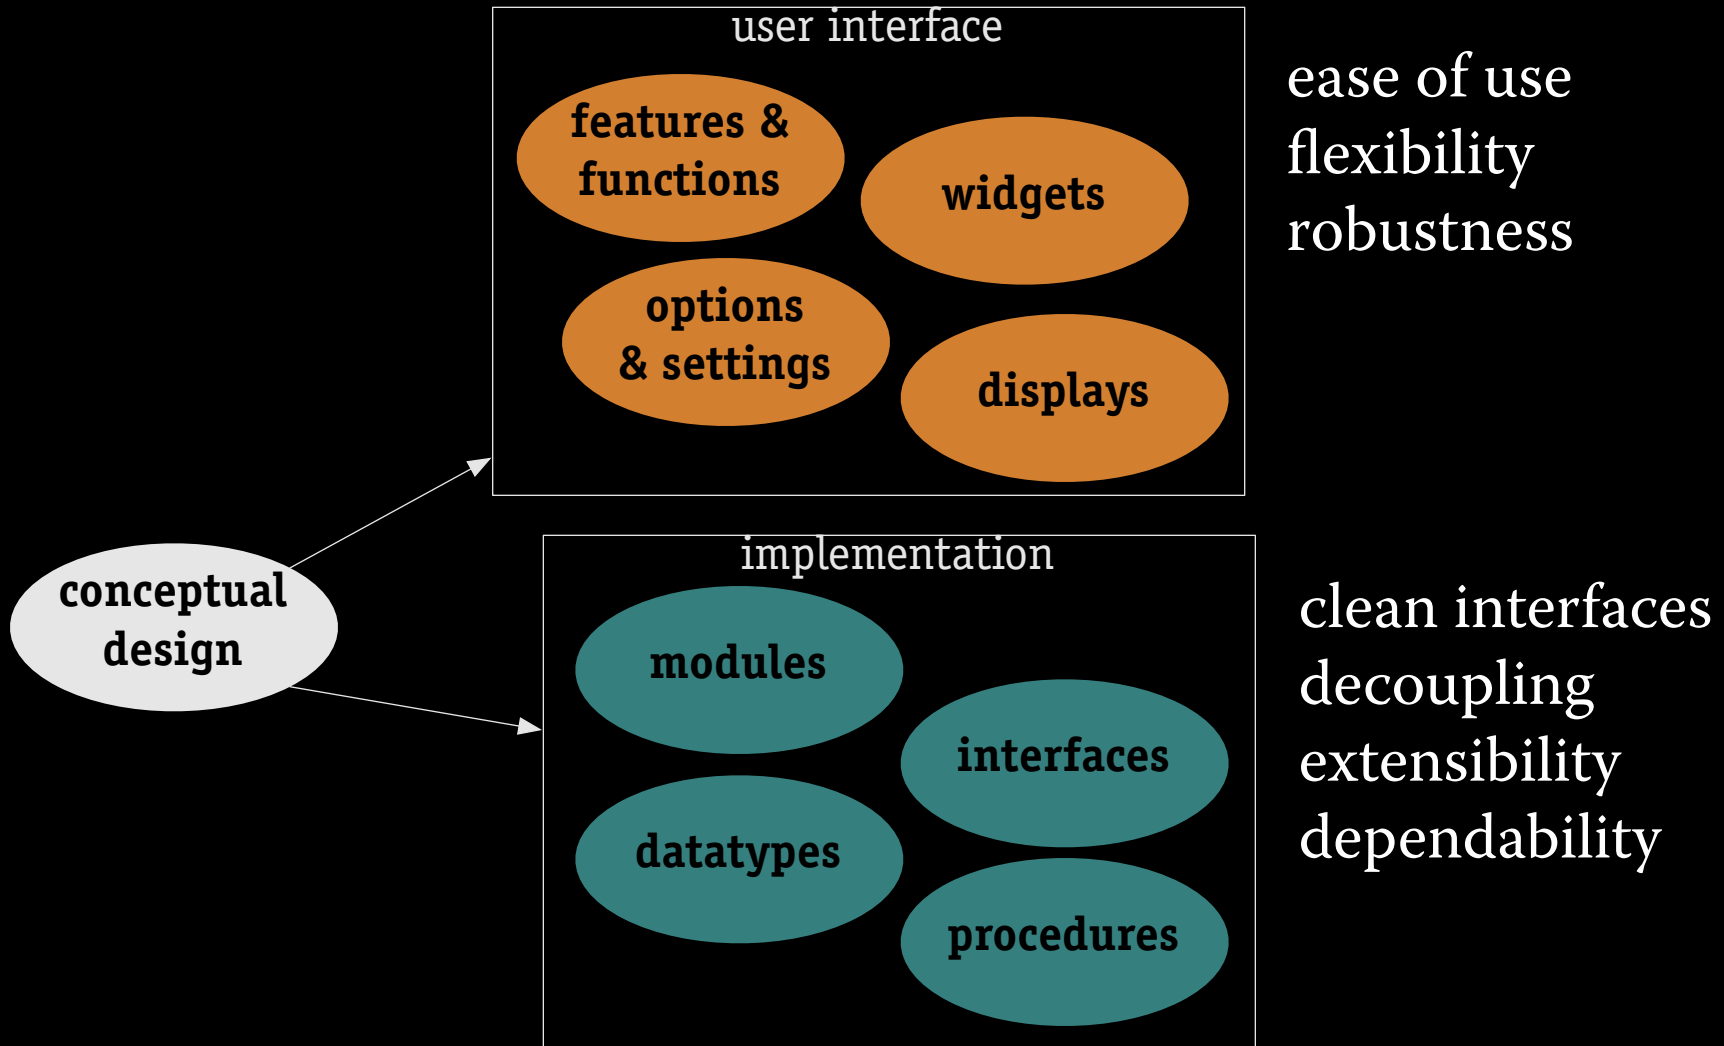 user interface
features &
functions
widgets
options
& settings
displays
ease of use
flexibility
robustness
conceptual
design
implementation
modules
interfaces
datatypes
procedures
clean interfaces
decoupling
extensibility
dependability